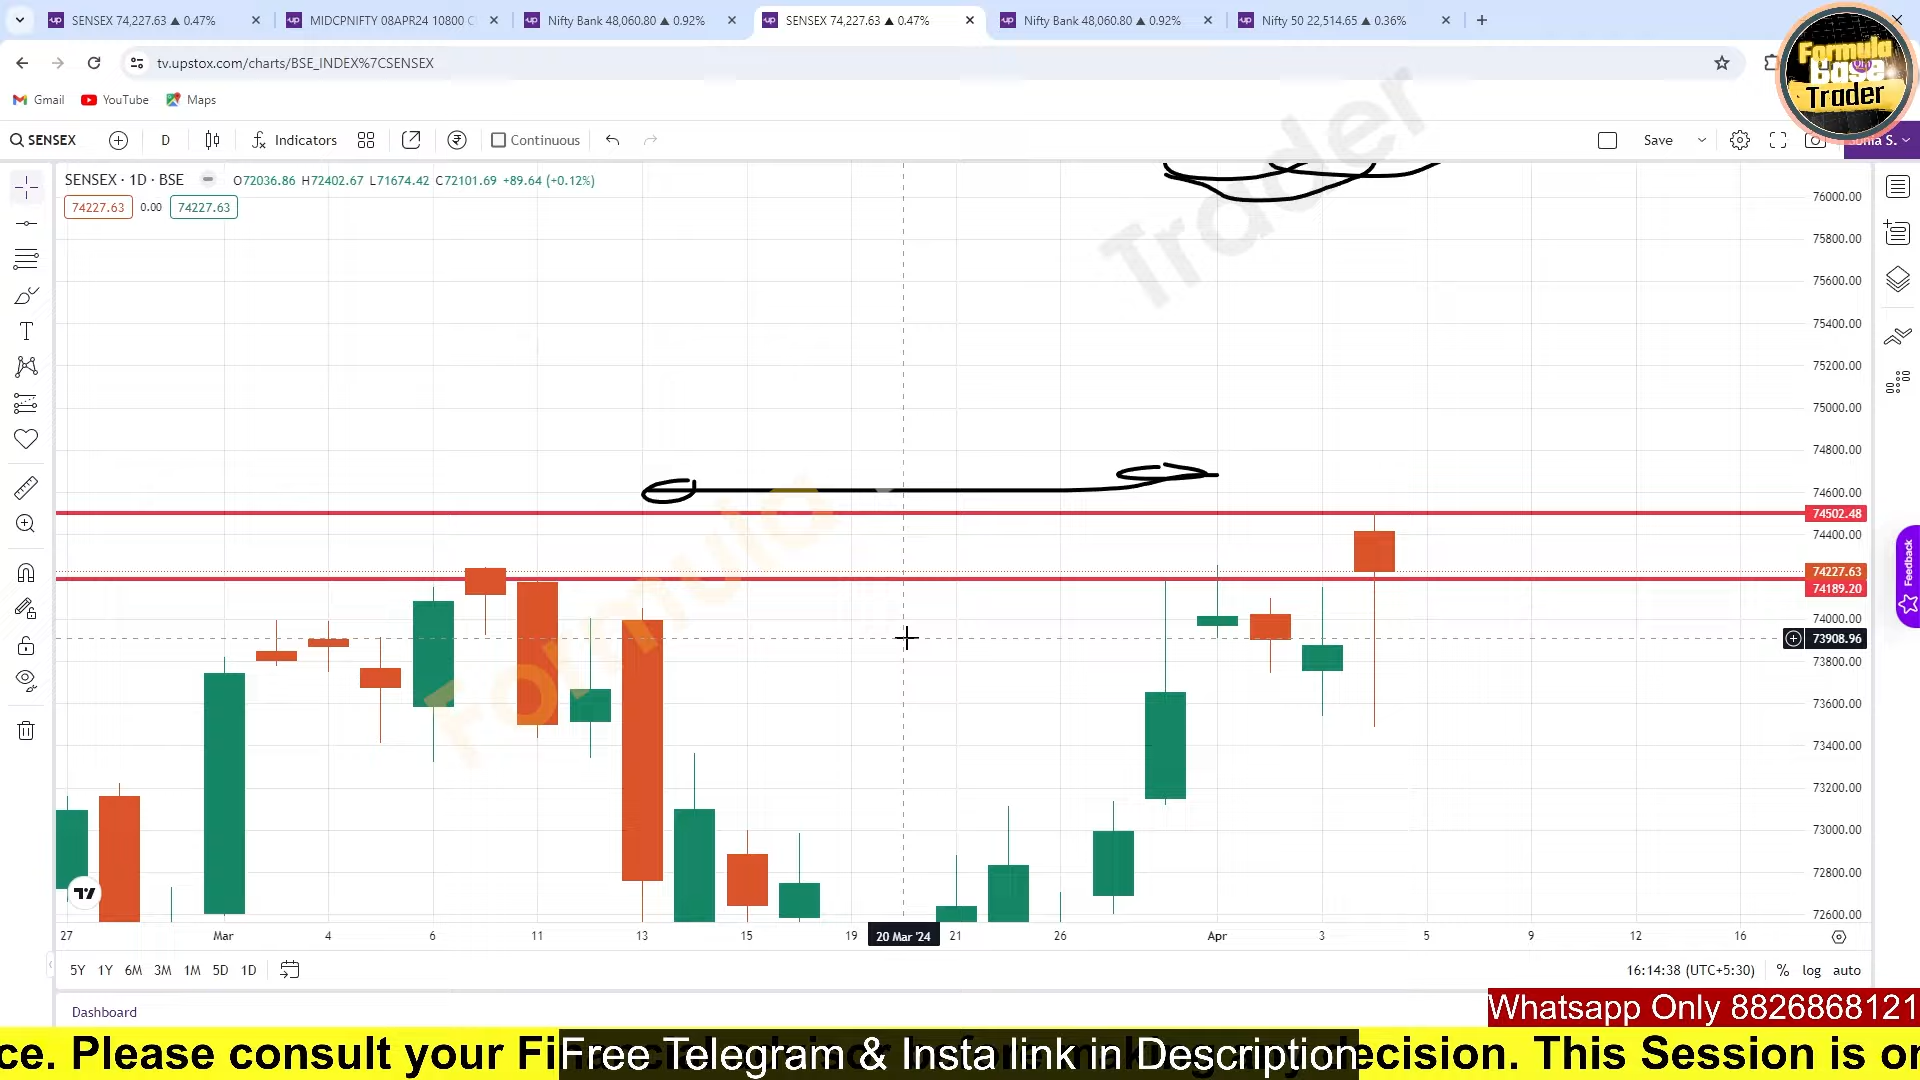 SENSEX 74,227.63 ▲ 0.47%
MIDCPNIFTY 08APR24 10800 C
Nifty Bank 48,060.80 ▲ 0.92%
SENSEX 74,227.63 ▲ 0.47%
Nifty Bank 48,060.80 ▲ 0.92%
Nifty 50 22,514.65 ▲ 0.36%
tv.upstox.com/charts/BSE_INDEX%7CSENSEX
Gmail
YouTube
Maps
Formula
Base
Trader
SENSEX
D
Indicators
Continuous
Save
Sonia S.
SENSEX · 1D · BSE
O72036.86 H72402.67 L71674.42 C72101.69 +89.64 (+0.12%)
74227.63 0.00 74227.63
Trader
Formula
76000.00
75800.00
75600.00
75400.00
75200.00
75000.00
74800.00
74600.00
74502.48
74400.00
74227.63
74189.20
74000.00
73908.96
73800.00
73600.00
73400.00
73200.00
73000.00
72800.00
72600.00
Feedback
27 Mar 4 6 11 13 15 19 20 Mar '24 21 26 Apr 3 5 9 12 16
5Y 1Y 6M 3M 1M 5D 1D
16:14:38 (UTC+5:30) % log auto
Dashboard
Whatsapp Only 8826868121
ce. Please consult your Fi
Free Telegram & Insta link in Description
ecision. This Session is or